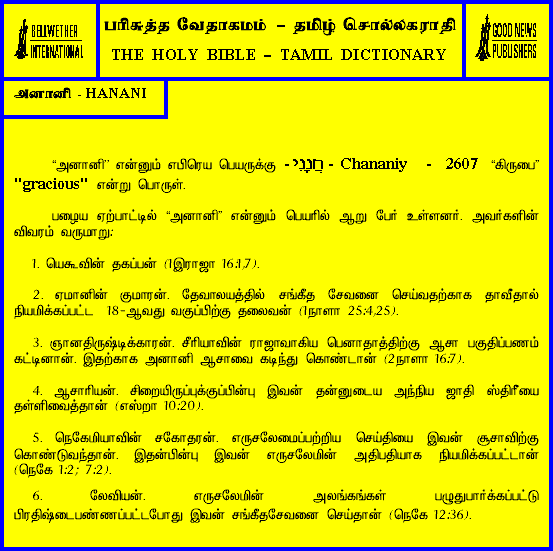 BELLWETHER
INTERNATIONAL
பரிசுத்த வேதாகமம் – தமிழ் சொல்லகராதி
THE HOLY BIBLE – TAMIL DICTIONARY
GOOD NEWS
PUBLISHERS
அனானி - HANANI
“அனானி” என்னும் எபிரெய பெயருக்கு - חֲנָנִי - Chananiy - 2607 “கிருபை”
"gracious" என்று பொருள்.
பழைய ஏற்பாட்டில் “அனானி” என்னும் பெயரில் ஆறு பேர் உள்ளனர். அவர்களின்
விவரம் வருமாறு:
1. யெகூவின் தகப்பன் (1இராஜா 16:1,7).
2. ஏமானின் குமாரன். தேவாலயத்தில் சங்கீத சேவனை செய்வதற்காக தாவீதால்
நியமிக்கப்பட்ட 18-ஆவது வகுப்பிற்கு தலைவன் (1நாளா 25:4,25).
3. ஞானதிருஷ்டிக்காரன். சீரியாவின் ராஜாவாகிய பெனாதாத்திற்கு ஆசா பகுதிப்பணம்
கட்டினான். இதற்காக அனானி ஆசாவை கடிந்து கொண்டான் (2நாளா 16:7).
4. ஆசாரியன். சிறையிருப்புக்குப்பின்பு இவன் தன்னுடைய அந்நிய ஜாதி ஸ்திரீயை
தள்ளிவைத்தான் (எஸ்றா 10:20).
5. நெகேமியாவின் சகோதரன். எருசலேமைப்பற்றிய செய்தியை இவன் சூசாவிற்கு
கொண்டுவந்தான். இதன்பின்பு இவன் எருசலேமின் அதிபதியாக நியமிக்கப்பட்டான்
(நெகே 1:2; 7:2).
6. லேவியன். எருசலேமின் அலங்கங்கள் பழுதுபார்க்கப்பட்டு
பிரதிஷ்டைபண்ணப்பட்டபோது இவன் சங்கீதசேவனை செய்தான் (நெகே 12:36).